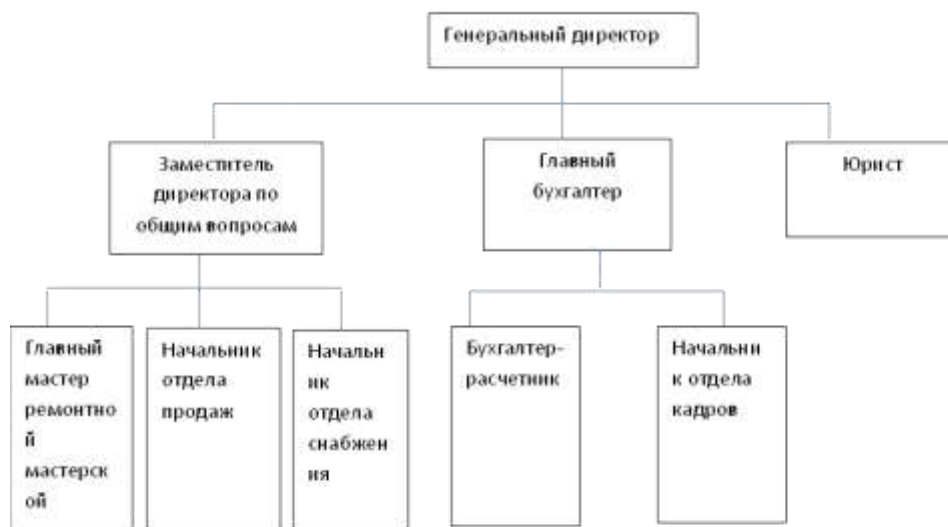 Генеральный директор
Заместитель
директора по
общим вопросам
Главный
бухгалтер
Юрист
Главный
мастер
ремонтно
й
мастерск
ой
Начальник
отдела
продаж
Начальн
ик
отдела
снабжен
ия
Бухгалтер-
расчетник
Начальни
к отдела
кадров